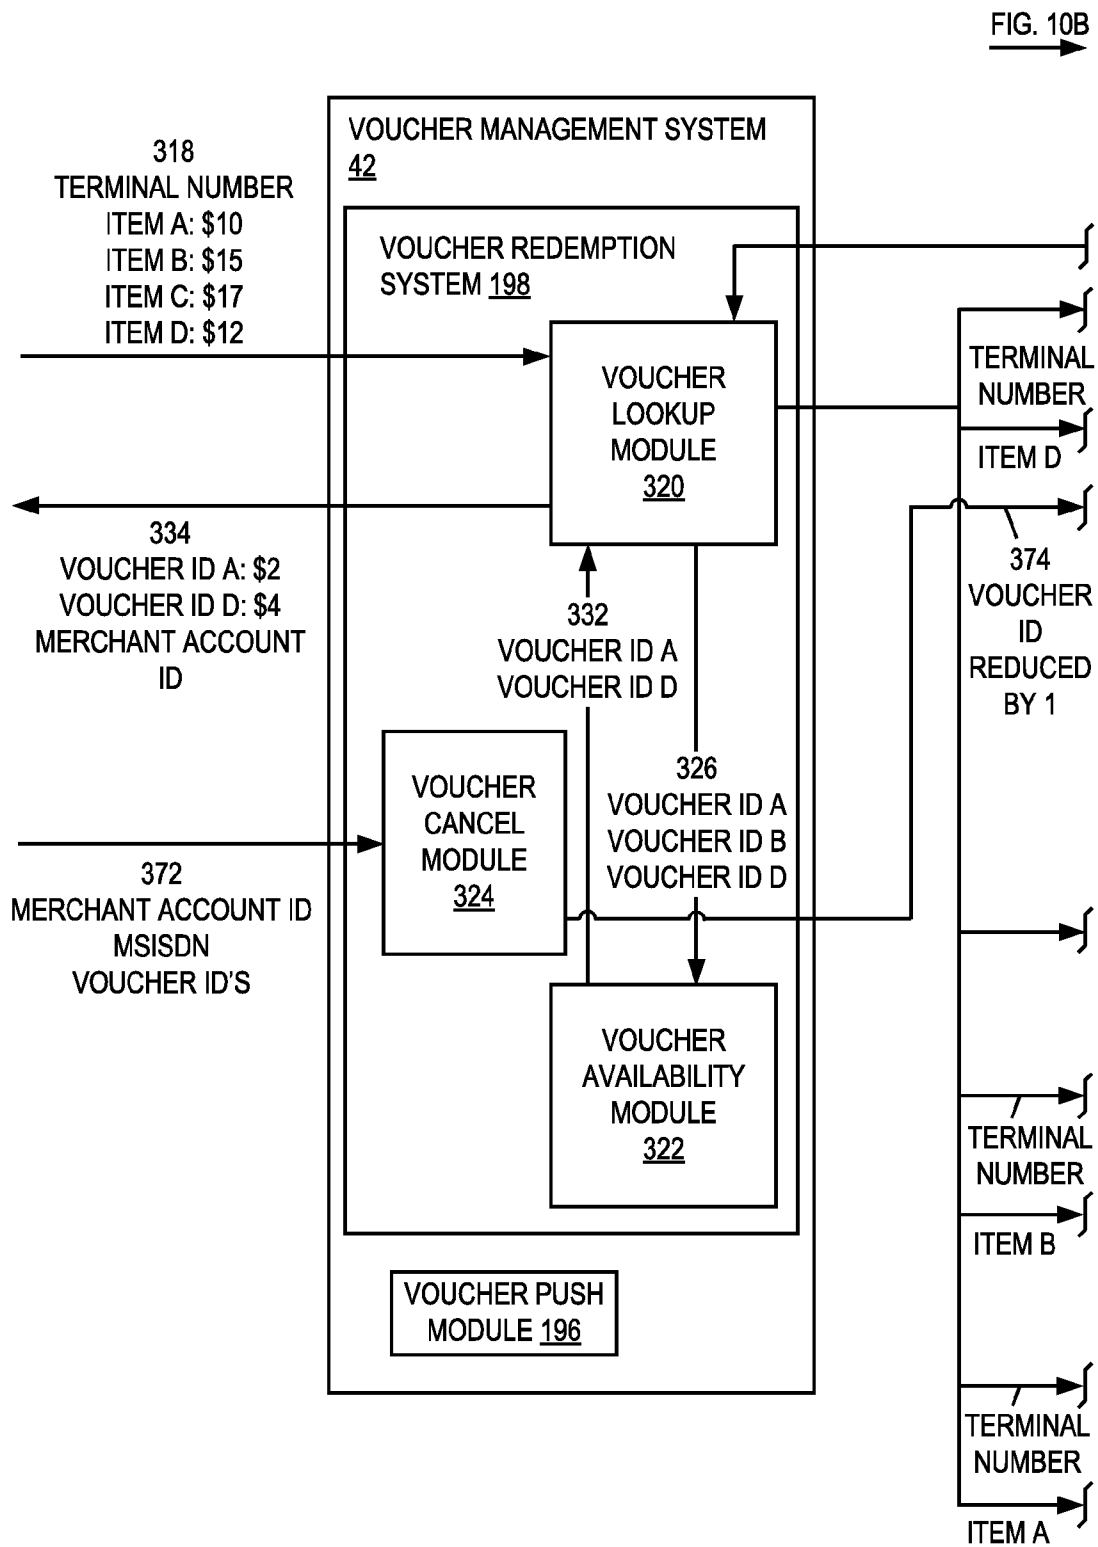 FIG. 10B
VOUCHER MANAGEMENT SYSTEM
42
318
TERMINAL NUMBER
ITEM A: $10
ITEM B: $15
ITEM C: $17
ITEM D: $12
VOUCHER REDEMPTION
SYSTEM 198
VOUCHER
LOOKUP
MODULE
320
TERMINAL
NUMBER
ITEM D
334
VOUCHER ID A: $2
VOUCHER ID D: $4
MERCHANT ACCOUNT
ID
332
VOUCHER ID A
VOUCHER ID D
374
VOUCHER
ID
REDUCED
BY 1
326
VOUCHER ID A
VOUCHER ID B
VOUCHER ID D
VOUCHER
CANCEL
MODULE
324
372
MERCHANT ACCOUNT ID
MSISDN
VOUCHER ID'S
VOUCHER
AVAILABILITY
MODULE
322
TERMINAL
NUMBER
ITEM B
VOUCHER PUSH
MODULE 196
TERMINAL
NUMBER
ITEM A